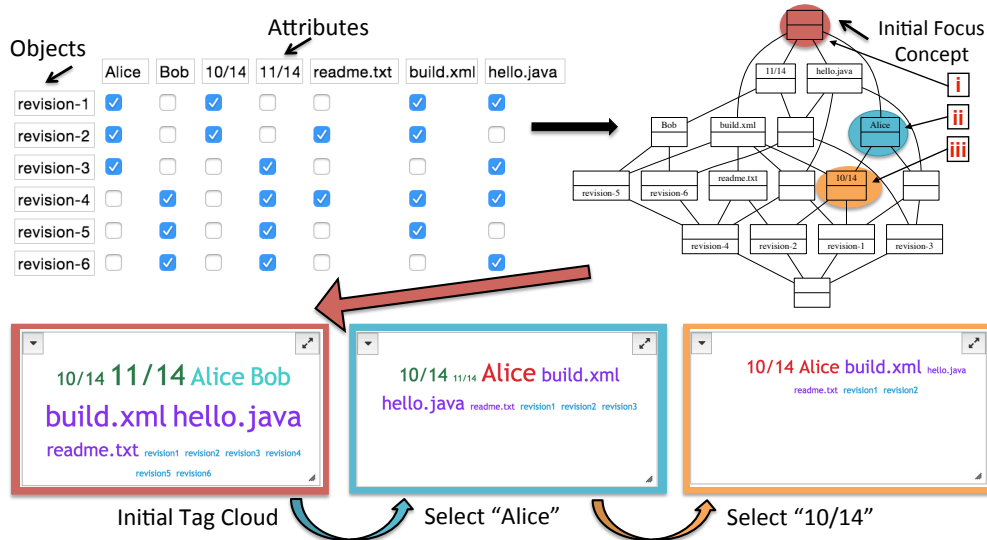 Objects
Attributes
Alice Bob 10/14 11/14 readme.txt build.xml hello.java
revision-1
revision-2
revision-3
revision-4
revision-5
revision-6
Initial Focus
Concept
i
ii
iii
11/14 hello.java
Bob build.xml Alice
readme.txt 10/14
revision-5 revision-6
revision-4 revision-2 revision-1 revision-3
10/14 11/14 Alice Bob
build.xml hello.java
readme.txt revision1 revision2 revision3 revision4
revision5 revision6
Initial Tag Cloud
10/14 11/14 Alice build.xml
hello.java readme.txt revision1 revision2 revision3
Select “Alice”
10/14 Alice build.xml hello.java
readme.txt revision1 revision2
Select “10/14”